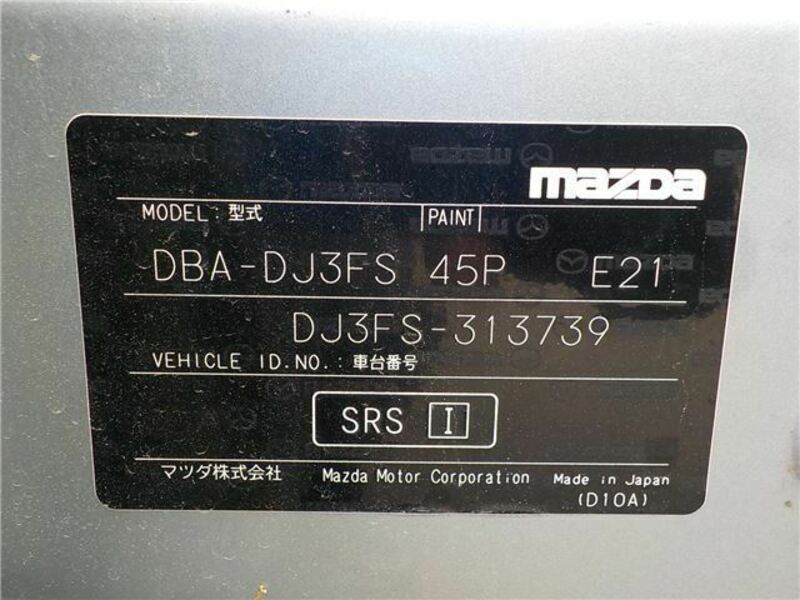 mazda
MODEL : 型式 PAINT
DBA-DJ3FS 45P E21
DJ3FS-313739
VEHICLE ID.NO. : 車台番号
SRS I
マツダ株式会社 Mazda Motor Corporation Made in Japan
(D10A)